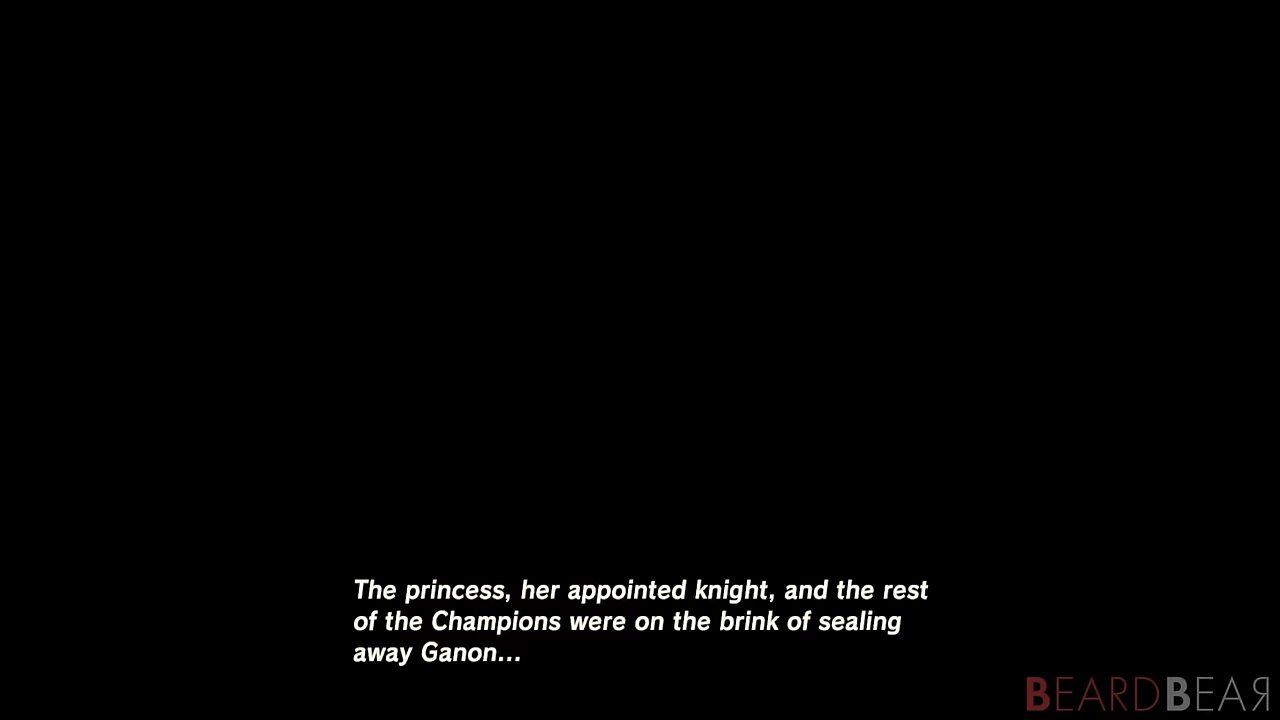 The princess, her appointed knight, and the rest
of the Champions were on the brink of sealing
away Ganon...
BEARDBEAR